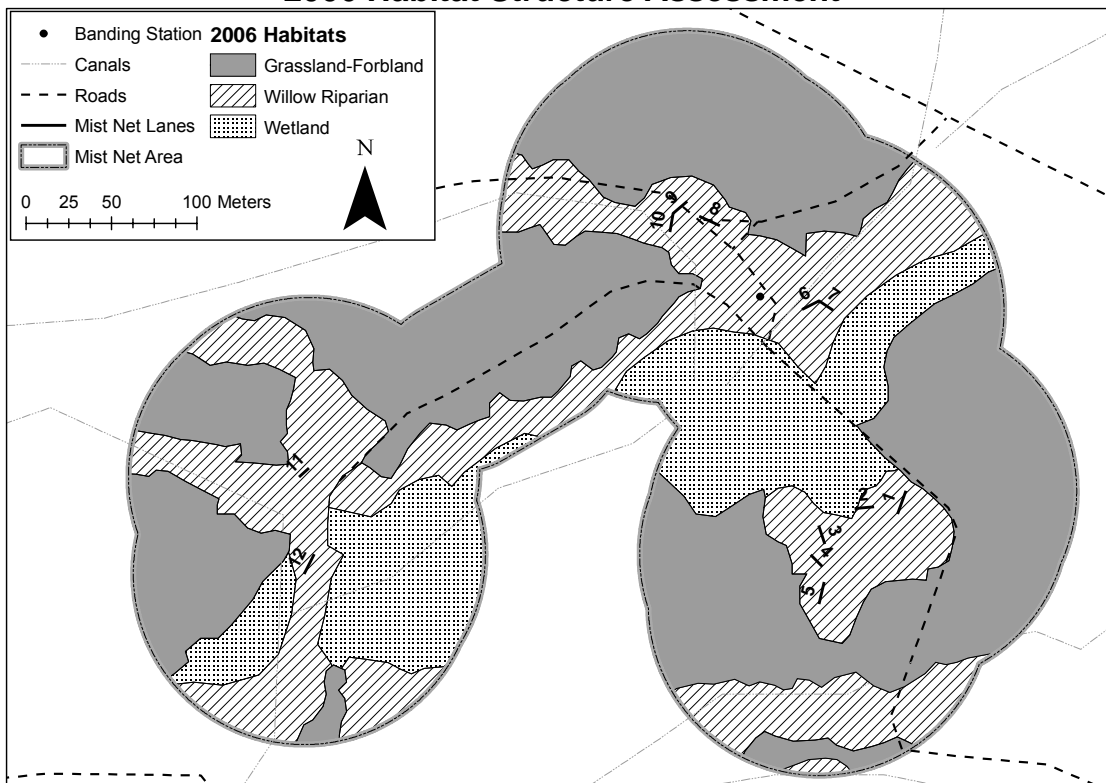 2006 Habitat Structure Assessment
Banding Station
Canals
Roads
Mist Net Lanes
Mist Net Area
2006 Habitats
Grassland-Forbland
Willow Riparian
Wetland
N
0 25 50 100 Meters
9
10
8
6
7
11
12
1
2
3
4
5